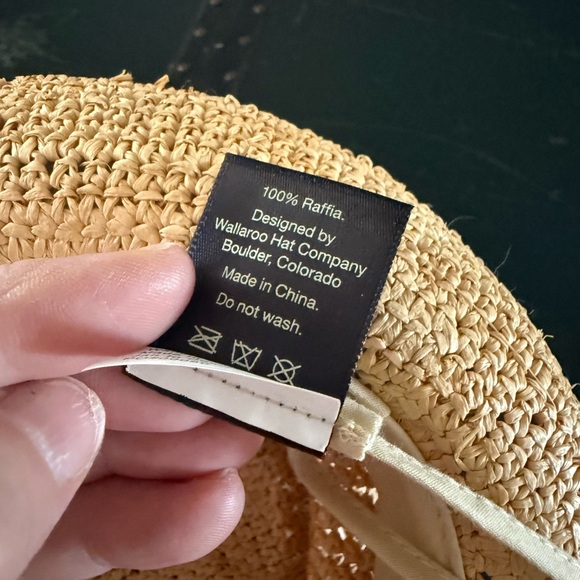 100% Raffia.
Designed by
Wallaroo Hat Company
Boulder, Colorado
Made in China.
Do not wash.